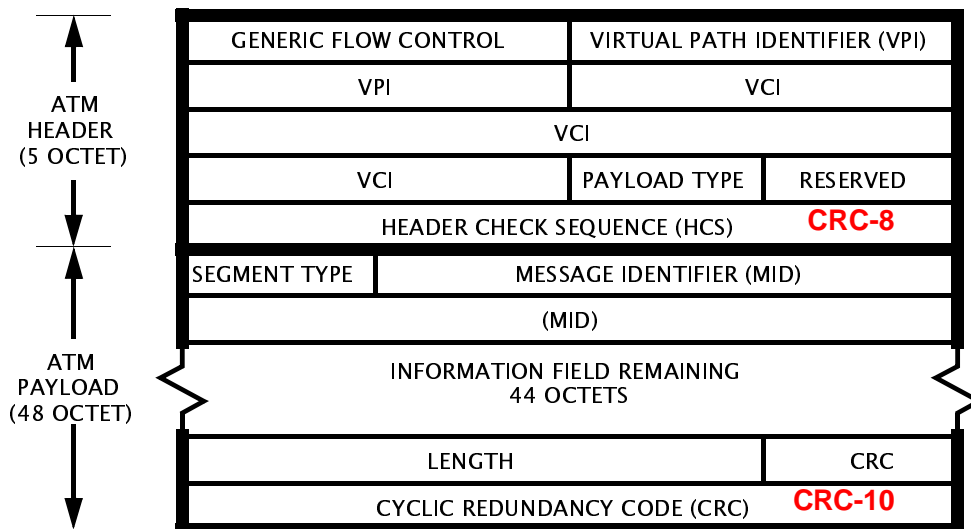 GENERIC FLOW CONTROL
VIRTUAL PATH IDENTIFIER (VPI)
VPI
VCI
ATM
HEADER
(5 OCTET)
VCI
VCI
PAYLOAD TYPE
RESERVED
HEADER CHECK SEQUENCE (HCS)
CRC-8
SEGMENT TYPE
MESSAGE IDENTIFIER (MID)
(MID)
ATM
PAYLOAD
(48 OCTET)
INFORMATION FIELD REMAINING
44 OCTETS
LENGTH
CRC
CYCLIC REDUNDANCY CODE (CRC)
CRC-10